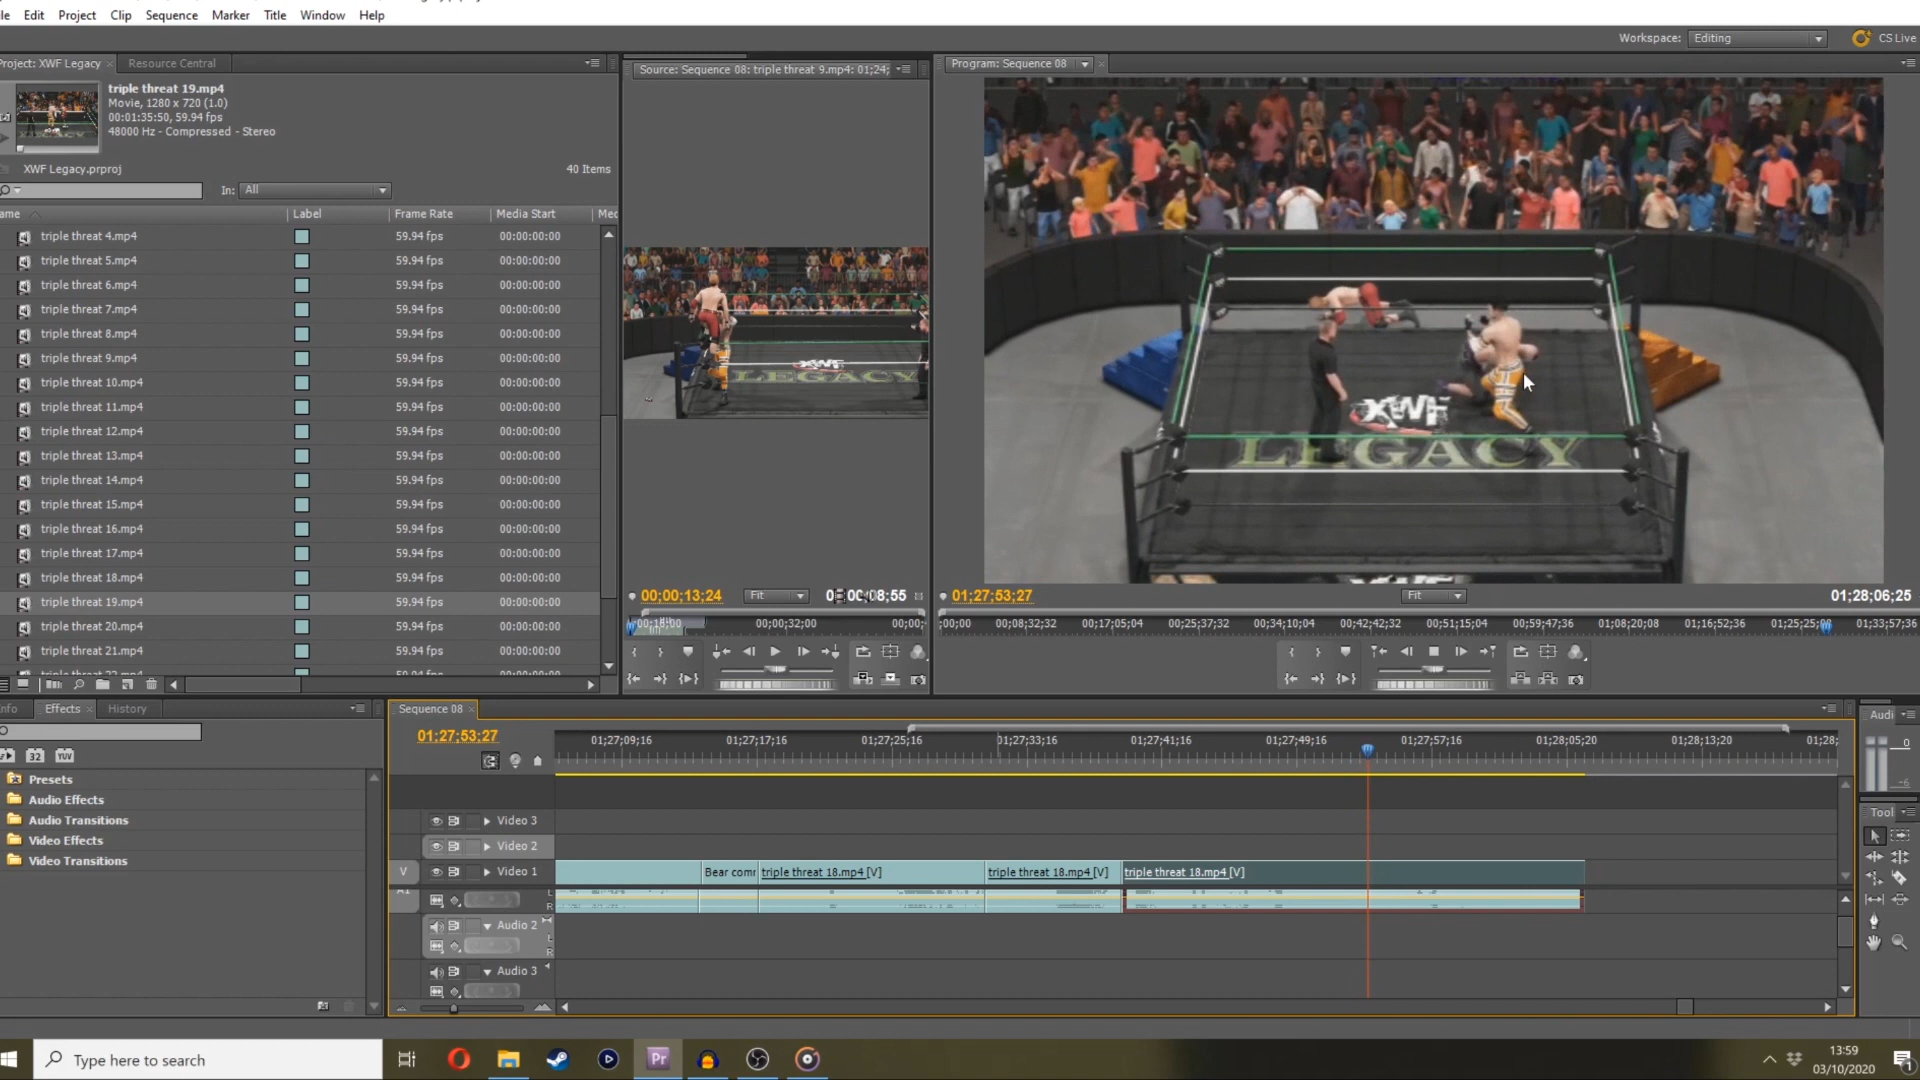 Edit Project Clip Sequence Marker Title Window Help
Workspace: Editing CS Live
Project: XWF Legacy Resource Central
triple threat 19.mp4
Movie, 1280 x 720 (1.0)
00:01:35:50, 59.94 fps
48000 Hz - Compressed - Stereo
XWF Legacy.prproj 40 Items
In: All
Label Frame Rate Media Start
triple threat 4.mp4 59.94 fps 00:00:00:00
triple threat 5.mp4 59.94 fps 00:00:00:00
triple threat 6.mp4 59.94 fps 00:00:00:00
triple threat 7.mp4 59.94 fps 00:00:00:00
triple threat 8.mp4 59.94 fps 00:00:00:00
triple threat 9.mp4 59.94 fps 00:00:00:00
triple threat 10.mp4 59.94 fps 00:00:00:00
triple threat 11.mp4 59.94 fps 00:00:00:00
triple threat 12.mp4 59.94 fps 00:00:00:00
triple threat 13.mp4 59.94 fps 00:00:00:00
triple threat 14.mp4 59.94 fps 00:00:00:00
triple threat 15.mp4 59.94 fps 00:00:00:00
triple threat 16.mp4 59.94 fps 00:00:00:00
triple threat 17.mp4 59.94 fps 00:00:00:00
triple threat 18.mp4 59.94 fps 00:00:00:00
triple threat 19.mp4 59.94 fps 00:00:00:00
triple threat 20.mp4 59.94 fps 00:00:00:00
triple threat 21.mp4 59.94 fps 00:00:00:00
Source: Sequence 08: triple threat 9.mp4: 01;24;
XWF
LEGACY
00;00;13;24 Fit
00;00;32;00 00;00;
Program: Sequence 08
XWF
LEGACY
01;27;53;27 Fit 01;28;06;25
;00;00 00;08;32;32 00;17;05;04 00;25;37;32 00;34;10;04 00;42;42;32 00;51;15;04 00;59;47;36 01;08;20;08 01;16;52;36 01;33;57;36
Effects History
32 YUV
Presets
Audio Effects
Audio Transitions
Video Effects
Video Transitions
Sequence 08
01;27;53;27
01;27;09;16 01;27;17;16 01;27;25;16 01;27;33;16 01;27;41;16 01;27;49;16 01;27;57;16 01;28;05;20 01;28;13;20 01;28;
Video 3
Video 2
V Video 1 Bear comr triple threat 18.mp4 [V] triple threat 18.mp4 [V] triple threat 18.mp4 [V]
Audio 2 L
R
Audio 3
Audi
0
-6
Tool
Type here to search
Pr
13:59
03/10/2020
1